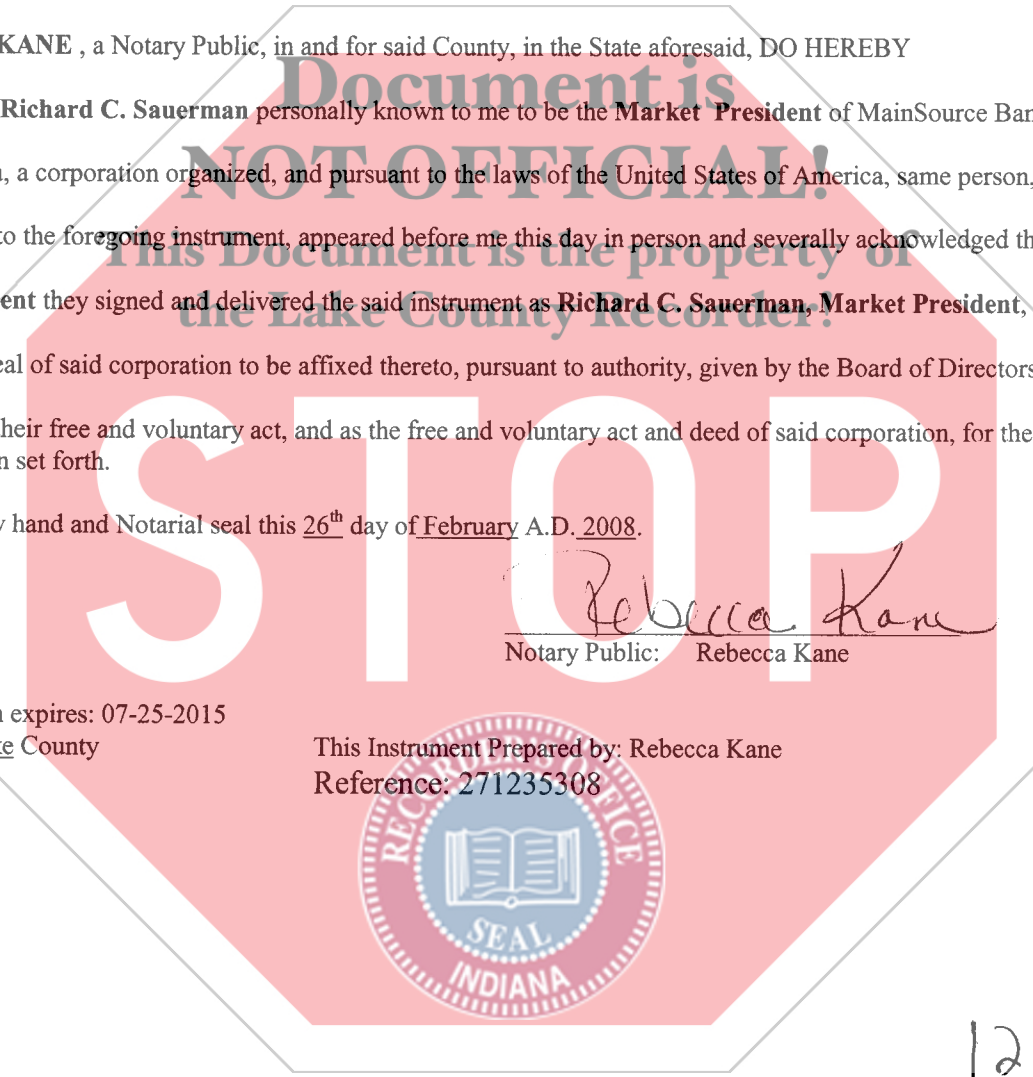 KANE , a Notary Public, in and for said County, in the State aforesaid, DO HEREBY
Document is
Richard C. Sauerman personally known to me to be the Market President of MainSource Ban
NOT OFFICIAL!
a, a corporation organized, and pursuant to the laws of the United States of America, same person,
This Document is the property of
to the foregoing instrument, appeared before me this day in person and severally acknowledged th
the Lake County Recorder!
ent they signed and delivered the said instrument as Richard C. Sauerman, Market President,
eal of said corporation to be affixed thereto, pursuant to authority, given by the Board of Directors
heir free and voluntary act, and as the free and voluntary act and deed of said corporation, for the
n set forth.
STOP
y hand and Notarial seal this 26th day of February A.D. 2008.
Rebecca Kane
Notary Public: Rebecca Kane
n expires: 07-25-2015
ke County
This Instrument Prepared by: Rebecca Kane
Reference: 271235308
RECORDER'S OFFICE
SEAL
INDIANA
12